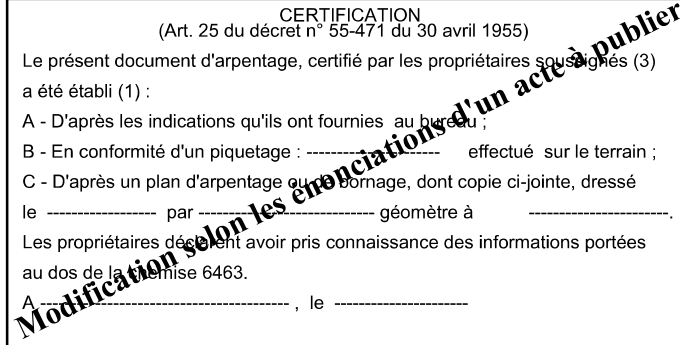 CERTIFICATION
(Art. 25 du décret n° 55-471 du 30 avril 1955)
Le présent document d'arpentage, certifié par les propriétaires soussignés (3)
a été établi (1) :
A - D'après les indications qu'ils ont fournies au bureau ;
B - En conformité d'un piquetage : ---------------------- effectué sur le terrain ;
C - D'après un plan d'arpentage ou de bornage, dont copie ci-jointe, dressé
le ------------------ par ----------------------------- géomètre à -----------------------.
Les propriétaires déclarent avoir pris connaissance des informations portées
au dos de la chemise 6463.
A ----------------------------------------- , le ----------------------
Modification selon les énonciations d'un acte à publier